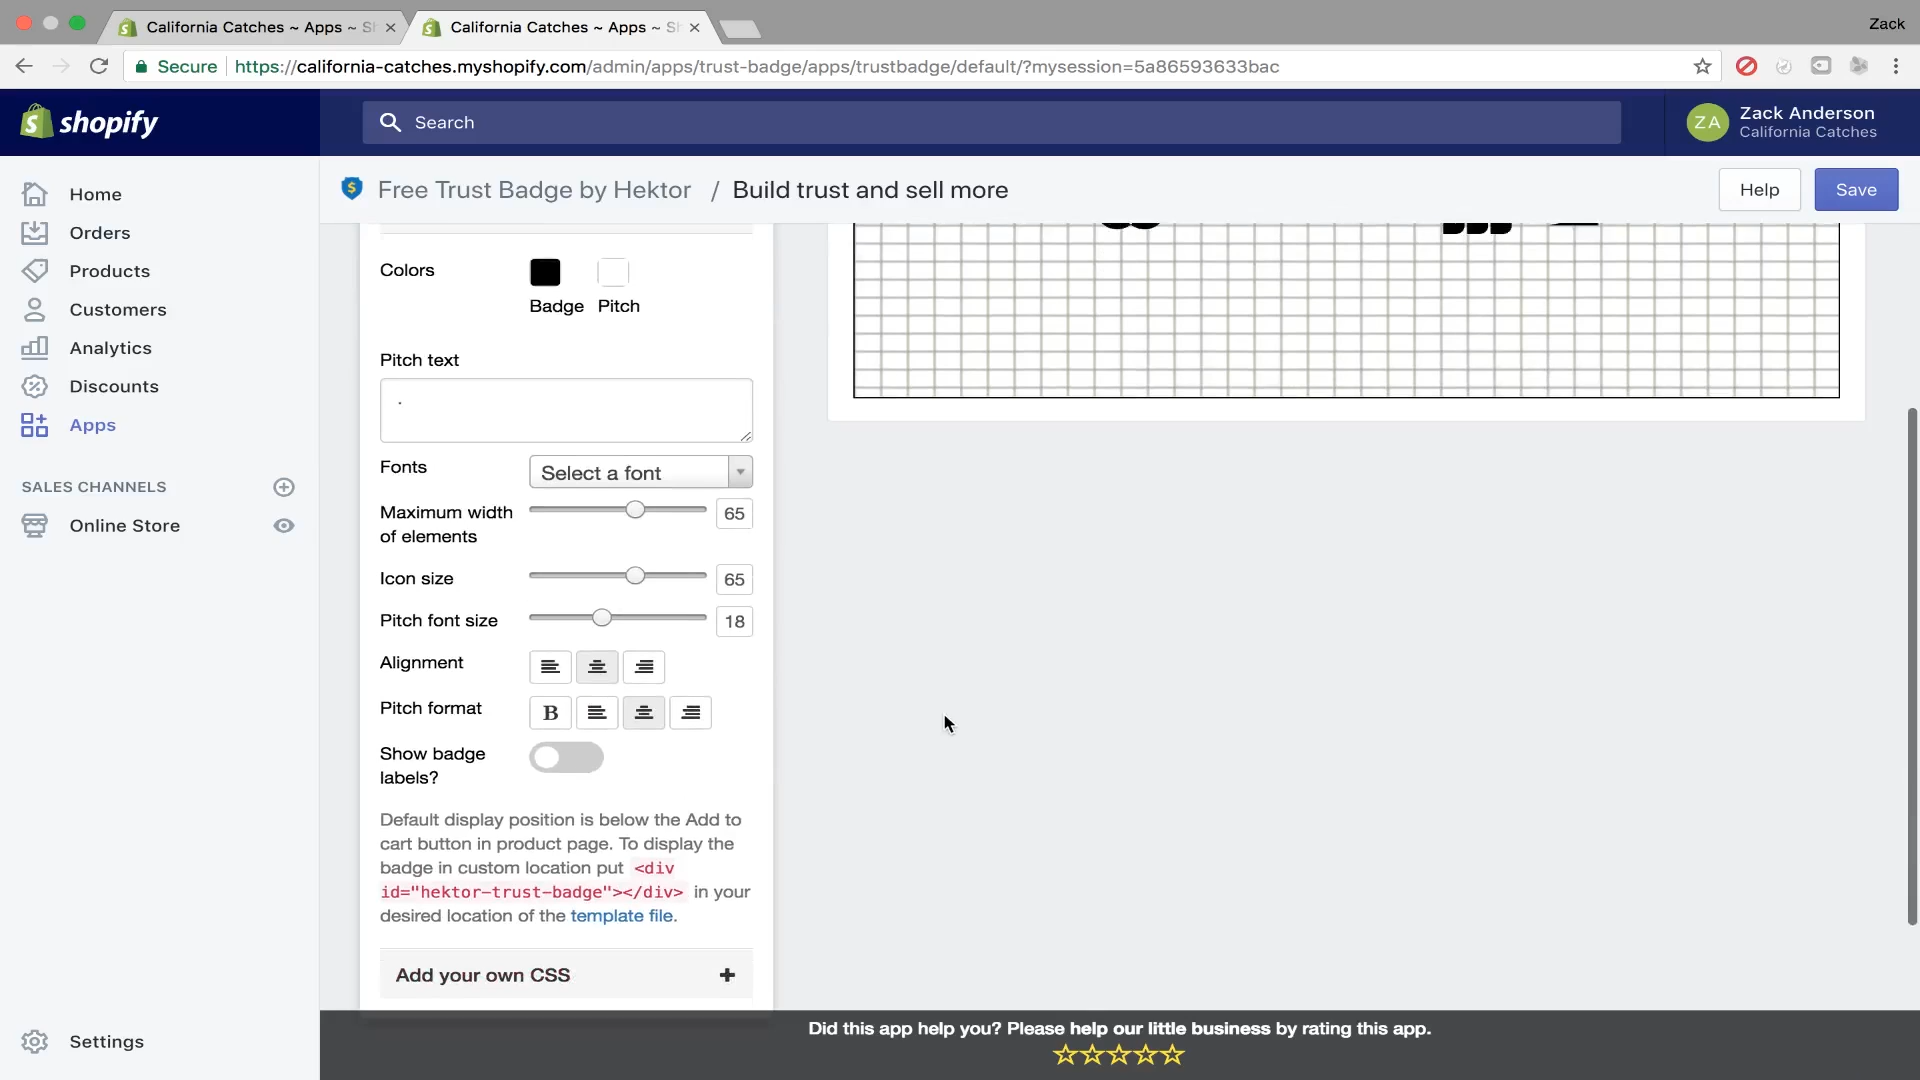 California Catches ~ Apps ~ S
California Catches ~ Apps ~ Sh
Zack
Secure https://california-catches.myshopify.com/admin/apps/trust-badge/apps/trustbadge/default/?mysession=5a86593633bac
shopify
Search
ZA
Zack Anderson
California Catches
Free Trust Badge by Hektor / Build trust and sell more
Help
Save
Home
Orders
Products
Customers
Analytics
Discounts
Apps
SALES CHANNELS
Online Store
Settings
Colors
Badge Pitch
Pitch text
.
Fonts Select a font
Maximum width 65
of elements
Icon size 65
Pitch font size 18
Alignment
Pitch format B
Show badge
labels?
Default display position is below the Add to
cart button in product page. To display the
badge in custom location put <div
id="hektor-trust-badge"></div> in your
desired location of the template file.
Add your own CSS +
Did this app help you? Please help our little business by rating this app.